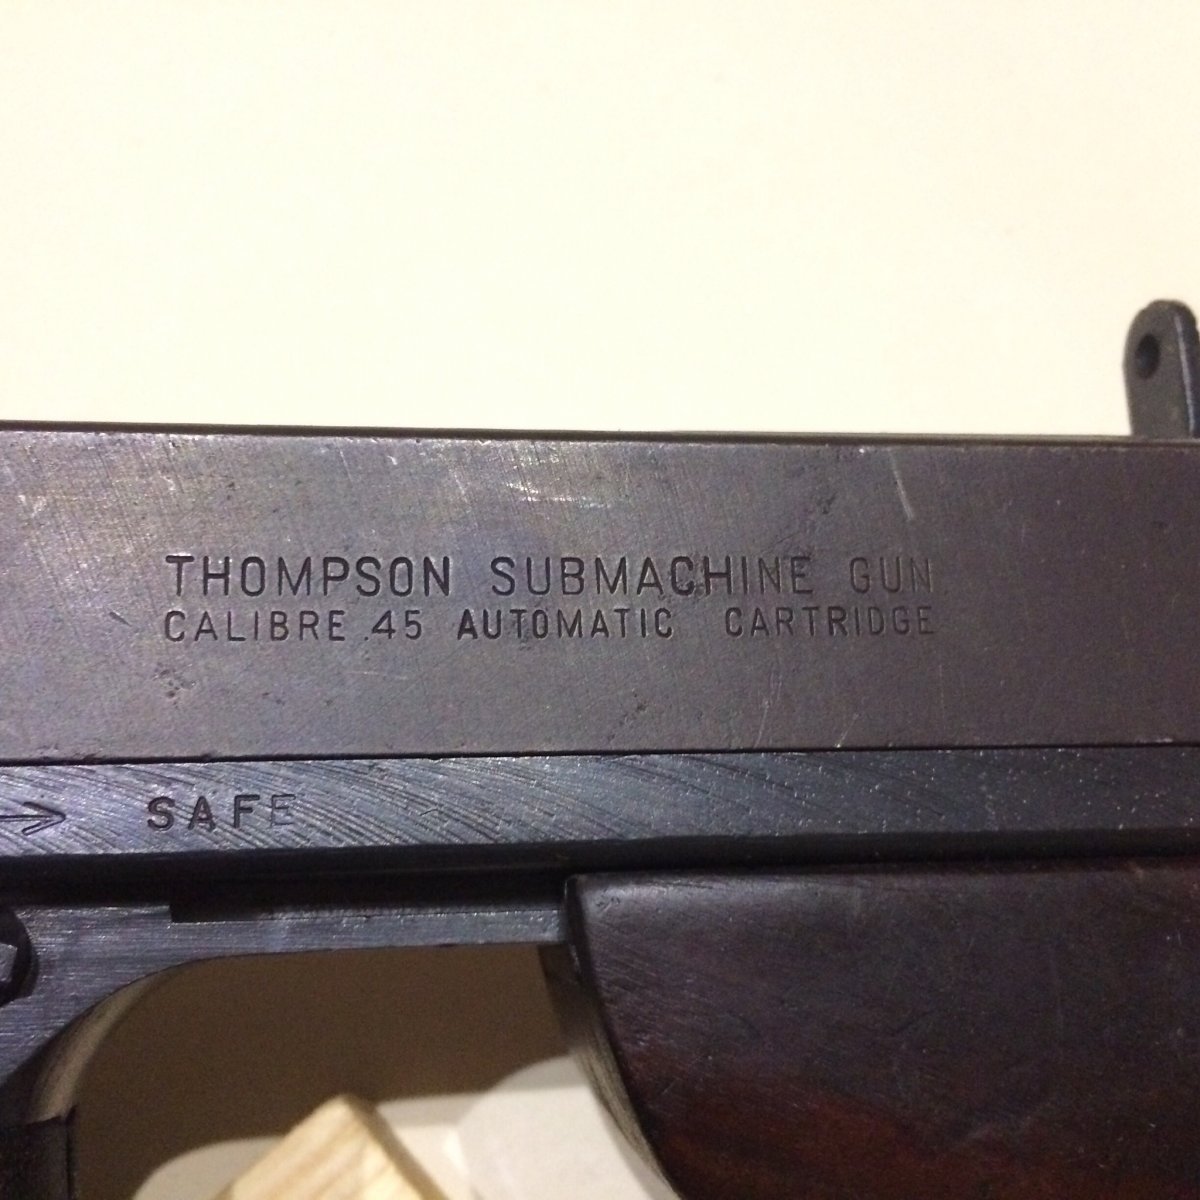 THOMPSON SUBMACHINE GUN
CALIBRE .45 AUTOMATIC CARTRIDGE
→ SAFE